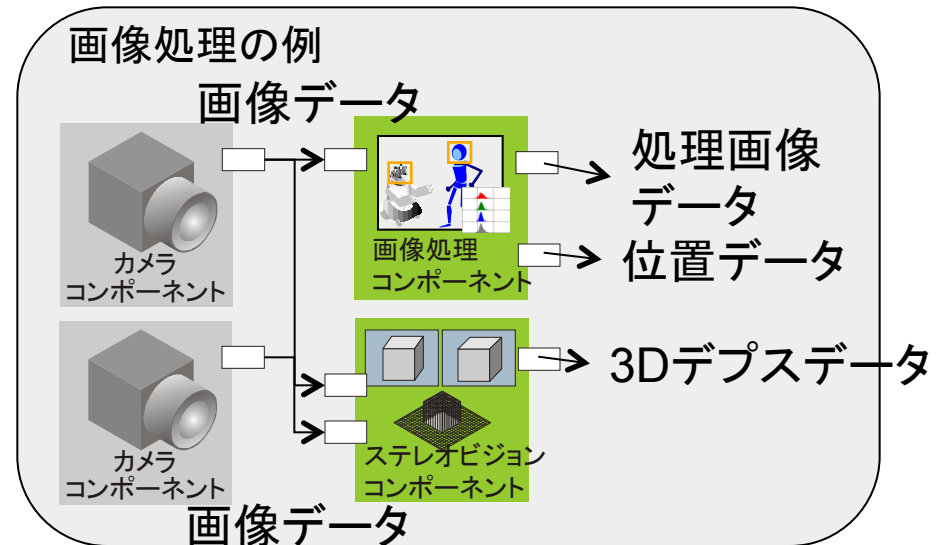 画像処理の例
画像データ
カメラ
コンポーネント
画像処理
コンポーネント
処理画像
データ
位置データ
カメラ
コンポーネント
ステレオビジョン
コンポーネント
3Dデプスデータ
画像データ